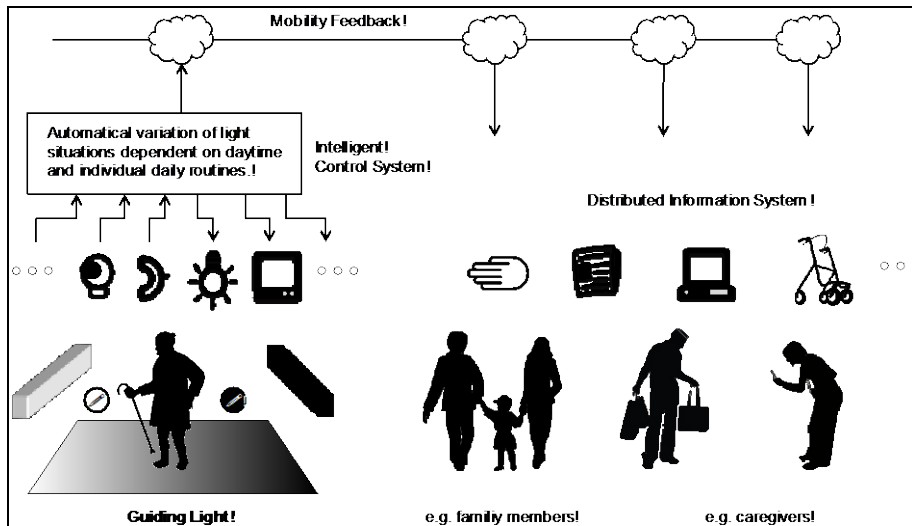 Mobility Feedback!
Automatical variation of light
situations dependent on daytime
and individual daily routines.!
Intelligent!
Control System!
Distributed Information System!
Guiding Light!
e.g. familiy members!
e.g. caregivers!